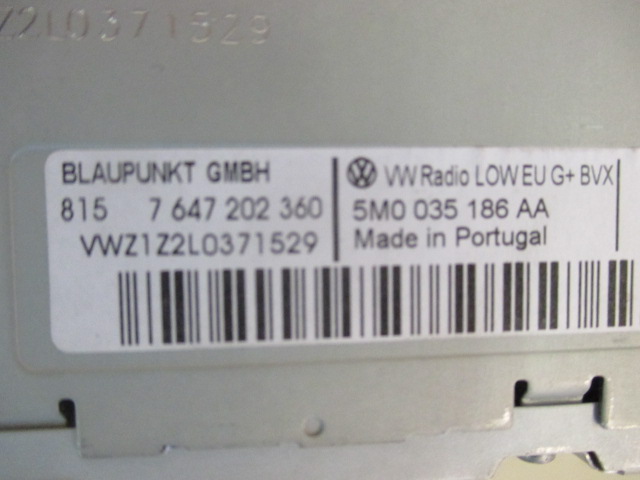 Z2L0371529
BLAUPUNKT GMBH
815 7 647 202 360
VWZ1Z2L0371529
VW Radio LOW EU G+ BVX
5M0 035 186 AA
Made in Portugal